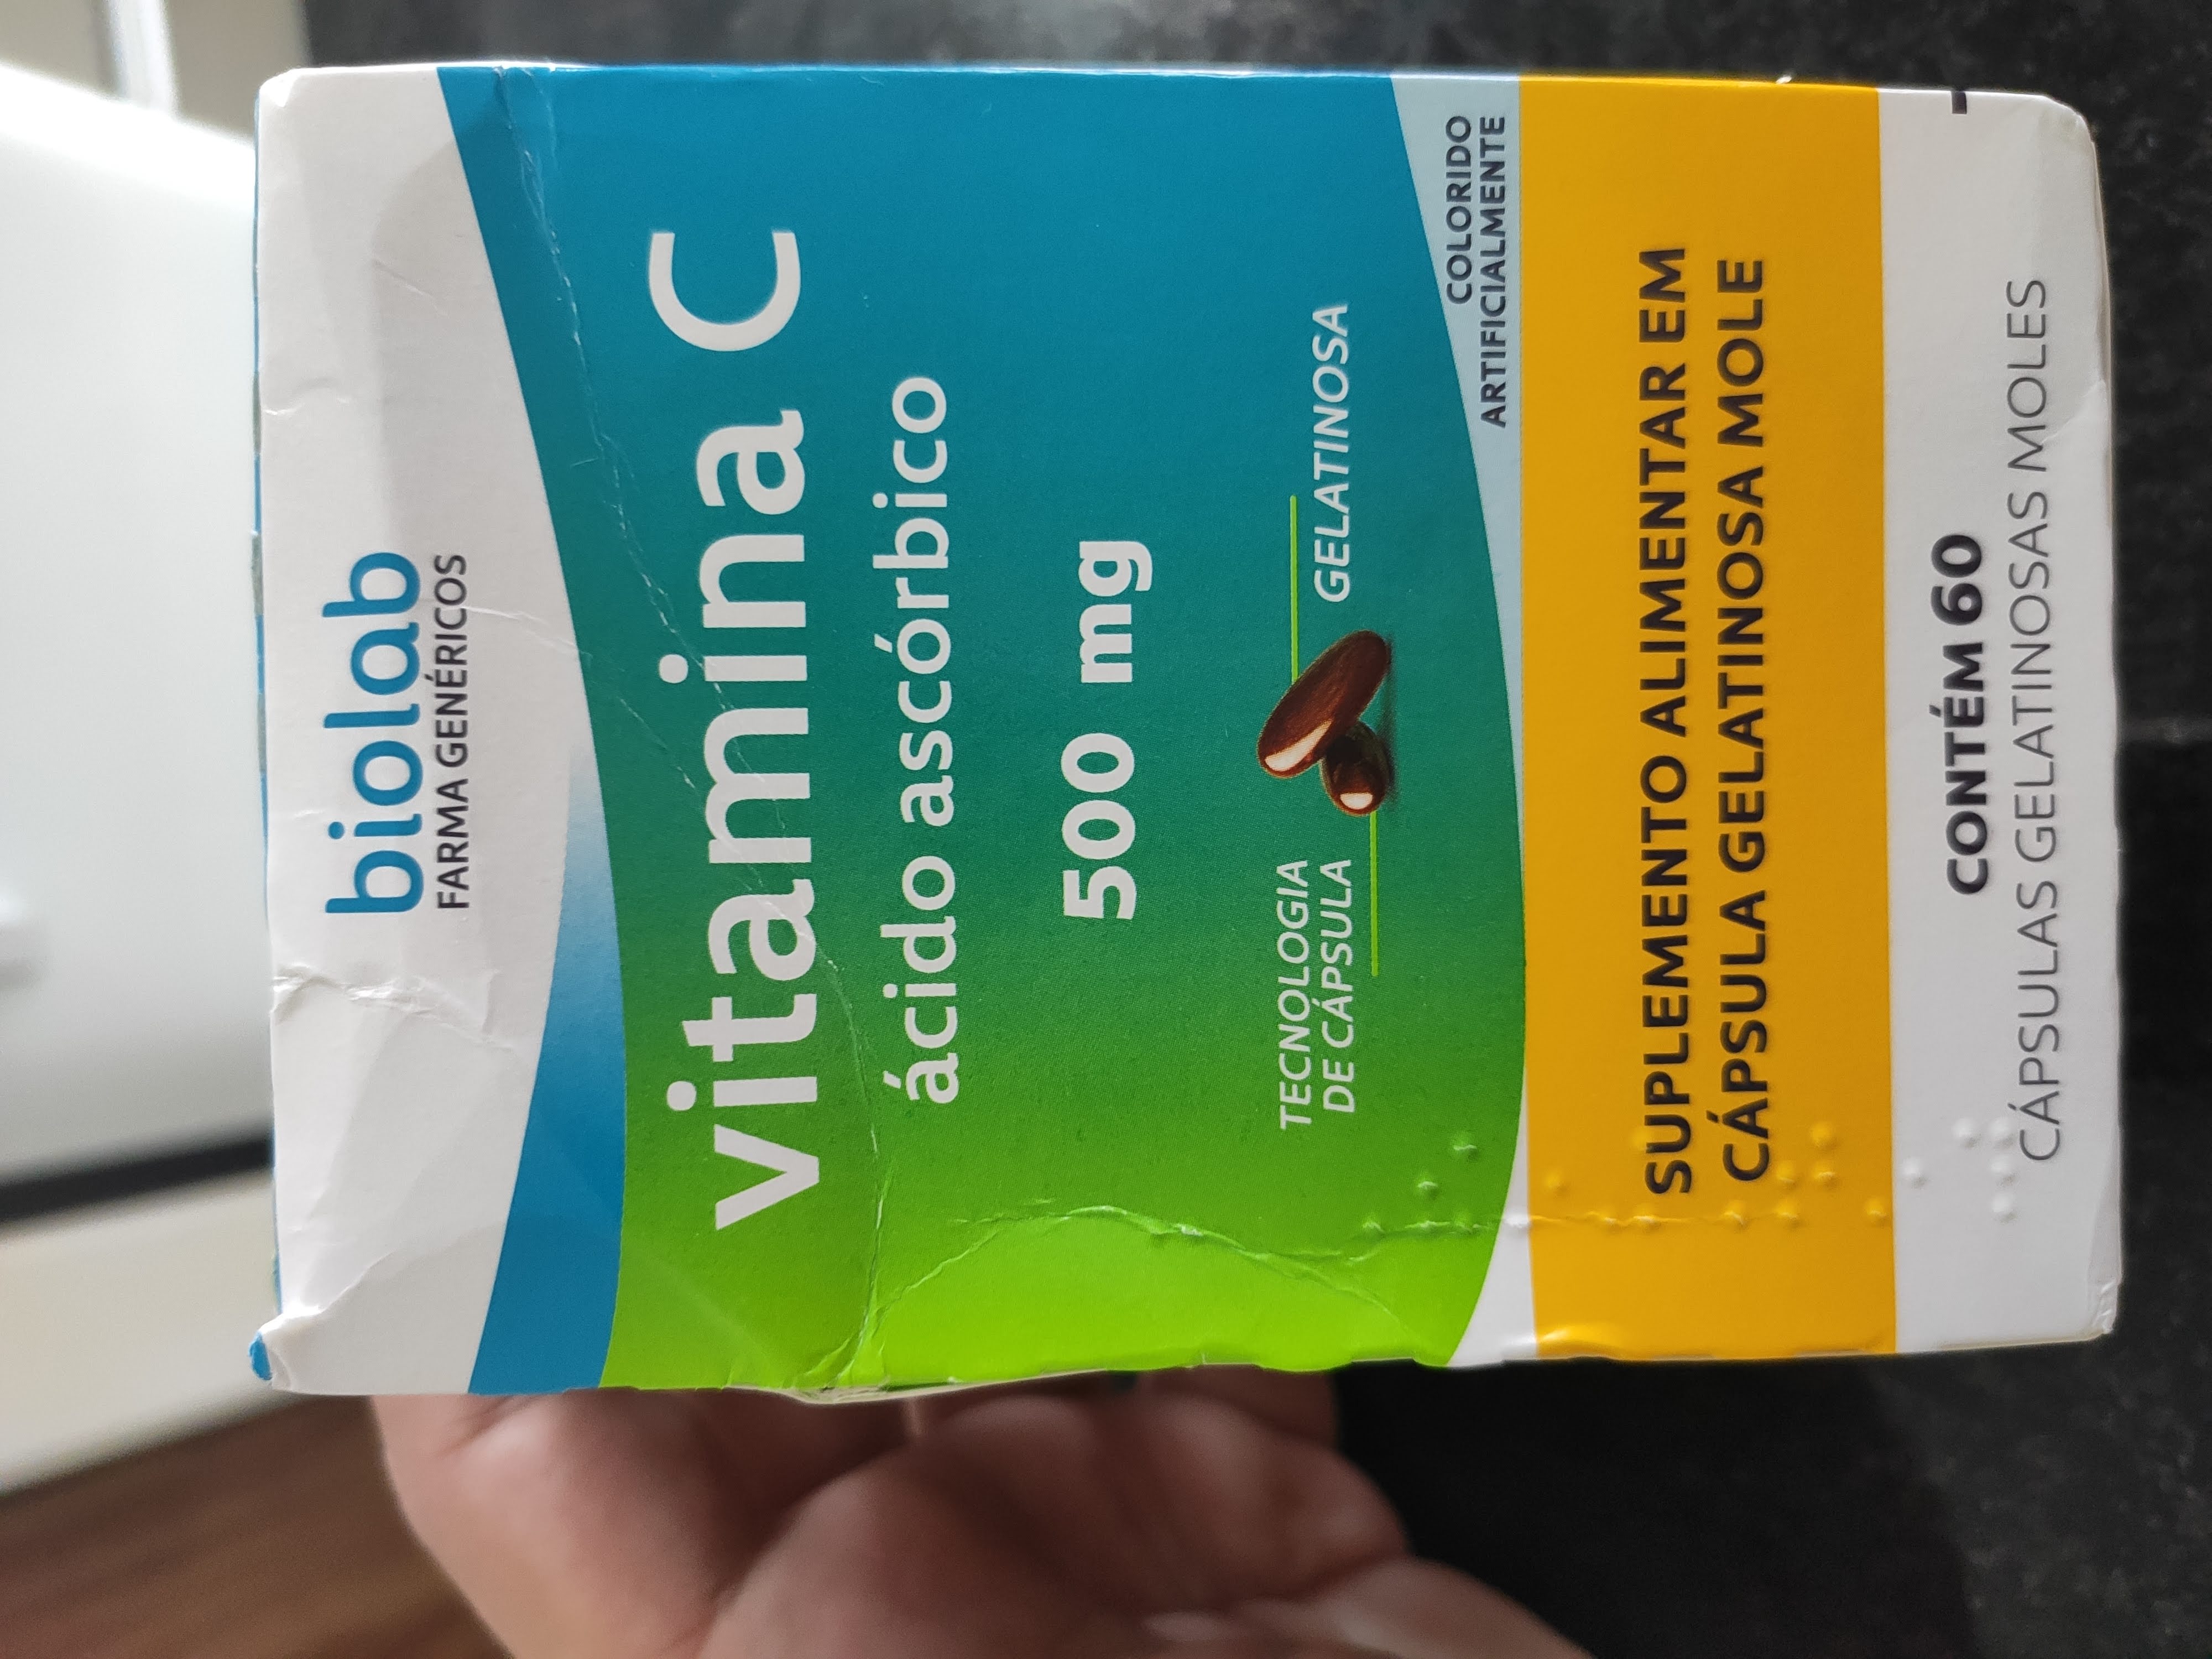 biolab
FARMA GENÉRICOS
vitamina C
ácido ascórbico
500 mg
TECNOLOGIA
DE CÁPSULA
GELATINOSA
COLORIDO
ARTIFICIALMENTE
SUPLEMENTO ALIMENTAR EM
CÁPSULA GELATINOSA MOLE
CONTÉM 60
CÁPSULAS GELATINOSAS MOLES